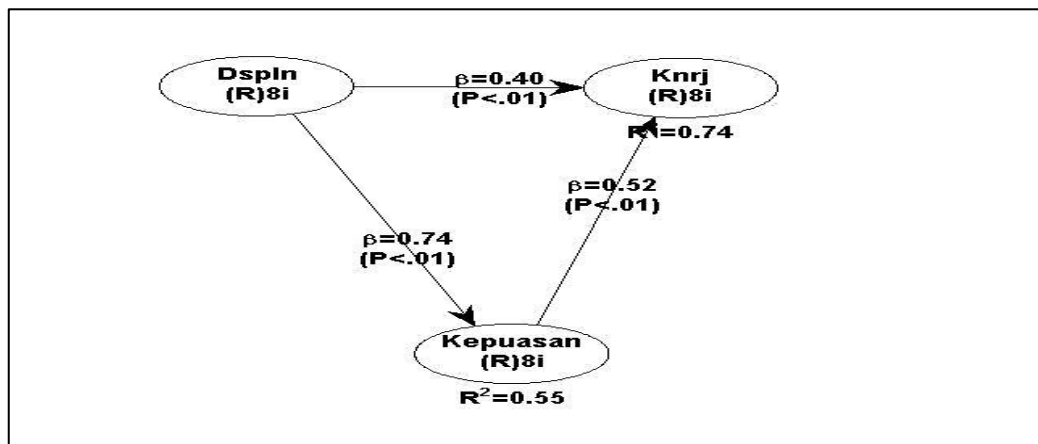 Dspln
(R)8i
β=0.40
(P<.01)
Knrj
(R)8i
R²=0.74
β=0.52
(P<.01)
β=0.74
(P<.01)
Kepuasan
(R)8i
R²=0.55